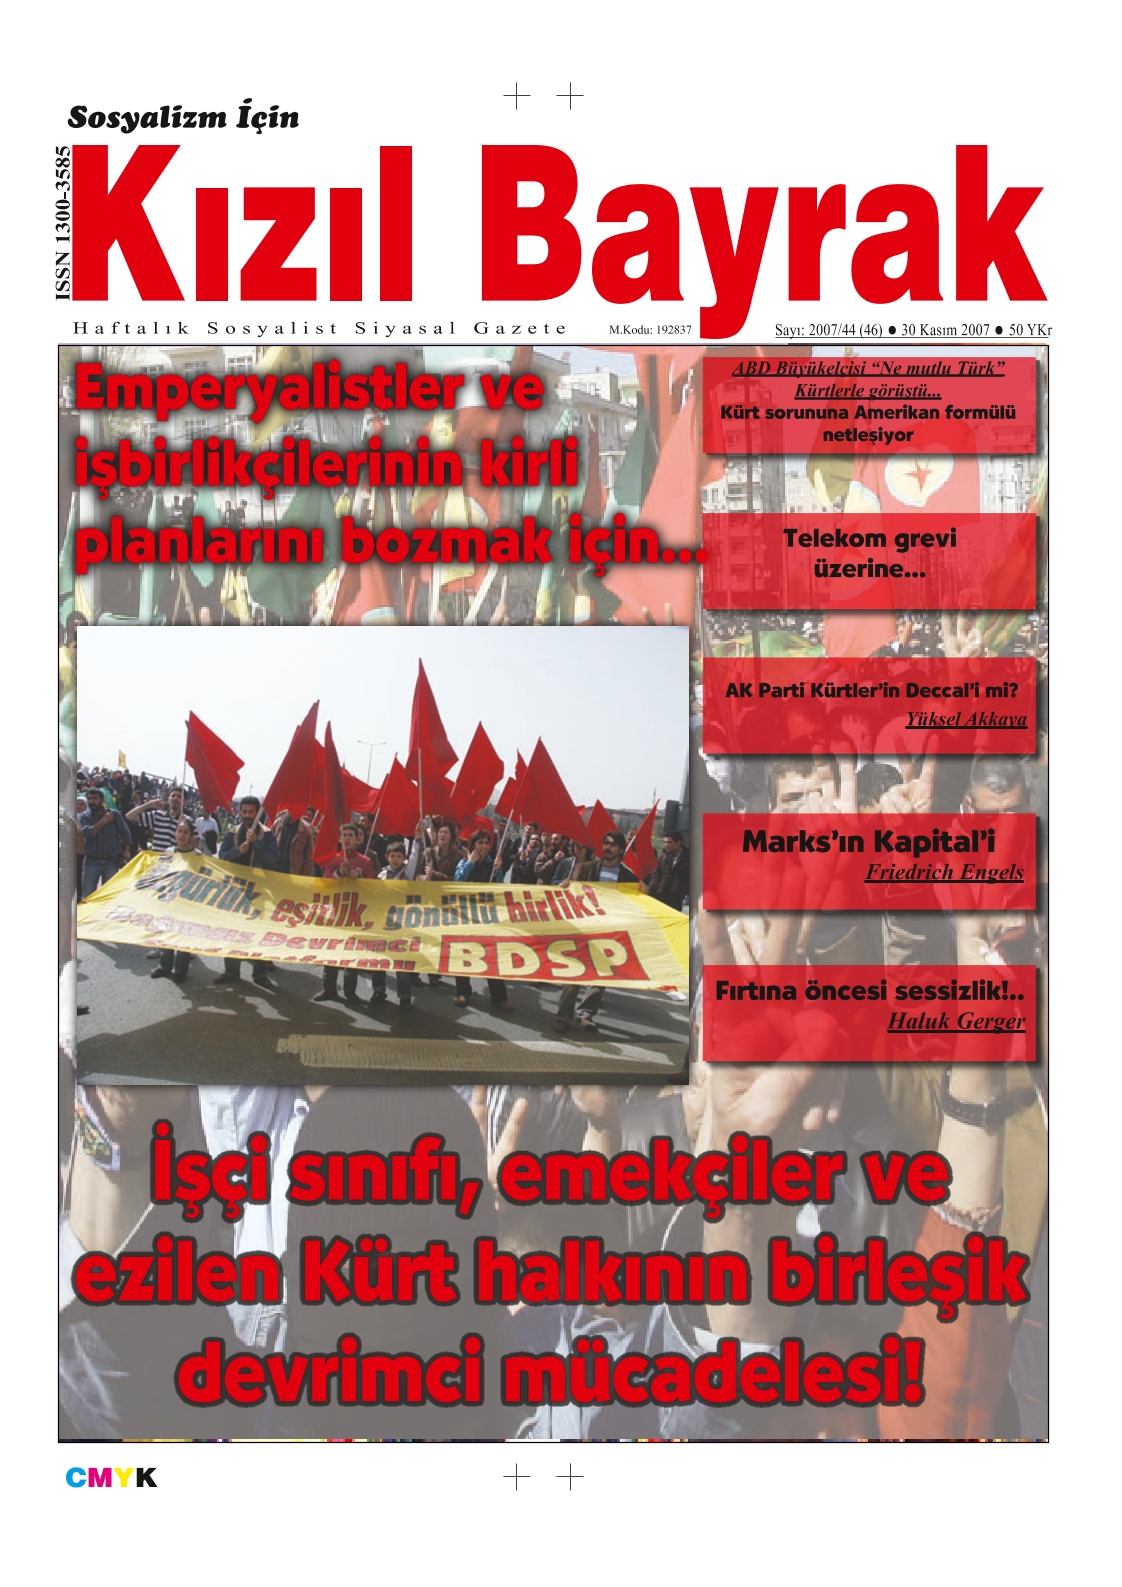 Sosyalizm İçin
ISSN 1300-3585
Kızıl Bayrak
Haftalık Sosyalist Siyasal Gazete
M.Kodu: 192837
Sayı: 2007/44 (46) ● 30 Kasım 2007 ● 50 YKr
Emperyalistler ve
işbirlikçilerinin kirli
planlarını bozmak için...
ABD Büyükelçisi “Ne mutlu Türk”
Kürtlerle görüştü...
Kürt sorununa Amerikan formülü
netleşiyor
Telekom grevi
üzerine...
AK Parti Kürtler’in Deccal’i mi?
Yüksel Akkaya
Marks’ın Kapital’i
Friedrich Engels
Fırtına öncesi sessizlik!..
Haluk Gerger
eşitlik, gönüllü birlik!
Bağımsız Devrimci
BDSP
İşçi sınıfı, emekçiler ve
ezilen Kürt halkının birleşik
devrimci mücadelesi!
CMYK